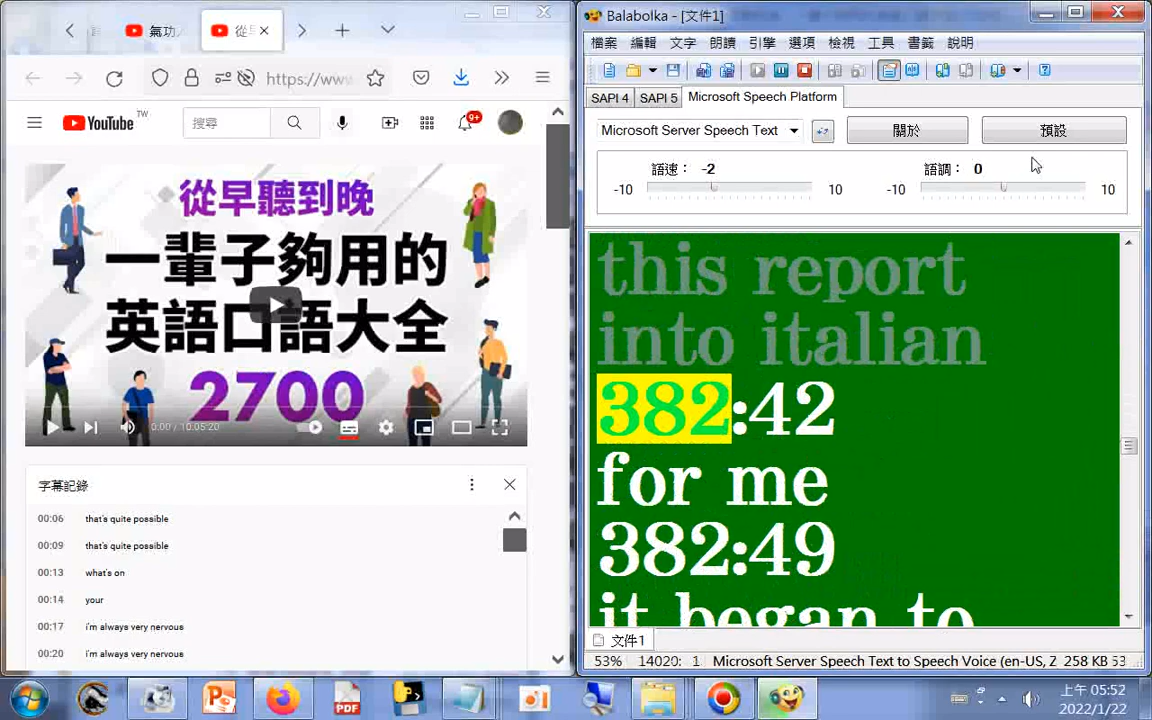 氣功
從
https://www
YouTube TW
搜尋
9+
從早聽到晚
一輩子夠用的
英語口語大全
2700
0:00 / 10:05:20
字幕記錄
00:06 that's quite possible
00:09 that's quite possible
00:13 what's on
00:14 your
00:17 i'm always very nervous
00:20 i'm always very nervous
Balabolka - [文件1]
檔案 編輯 文字 朗讀 引擎 選項 檢視 工具 書籤 說明
SAPI 4 SAPI 5 Microsoft Speech Platform
Microsoft Server Speech Text 關於 預設
語速： -2 語調： 0
-10 10 -10 10
this report
into italian
382:42
for me
382:49
it began to
文件1
53% 14020: 1 Microsoft Server Speech Text to Speech Voice (en-US, Z 258 KB 53
PDF
上午 05:52
2022/1/22